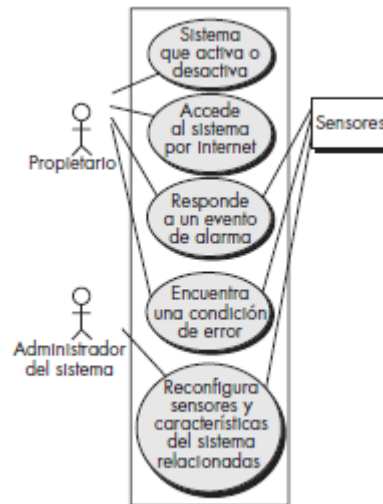 Sistema
que activa o
desactiva
Accede
al sistema
por internet
Sensores
Propietario
Responde
a un evento
de alarma
Encuentra
una condición
de error
Administrador
del sistema
Reconfigura
sensores y
características
del sistema
relacionadas